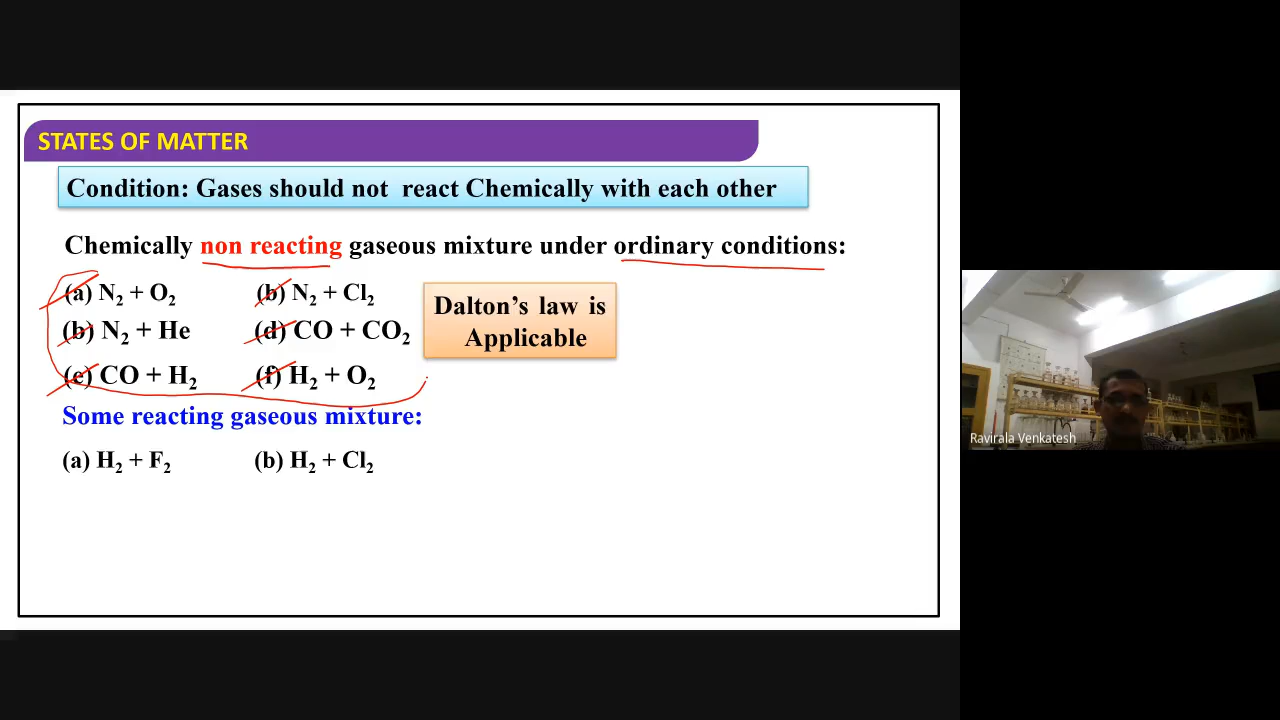 STATES OF MATTER
Condition: Gases should not react Chemically with each other
Chemically non reacting gaseous mixture under ordinary conditions:
(a) N₂ + O₂ (b) N₂ + Cl₂
(b) N₂ + He (d) CO + CO₂
(e) CO + H₂ (f) H₂ + O₂
Dalton’s law is
Applicable
Some reacting gaseous mixture:
(a) H₂ + F₂ (b) H₂ + Cl₂
Ravirala Venkatesh